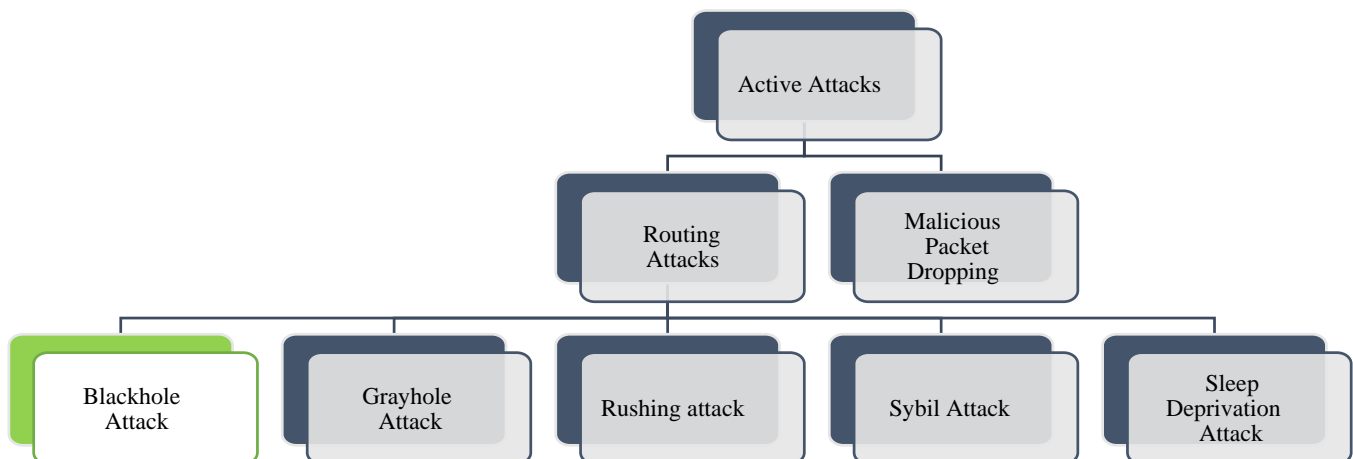 Active Attacks
Routing
Attacks
Malicious
Packet
Dropping
Blackhole
Attack
Grayhole
Attack
Rushing attack
Sybil Attack
Sleep
Deprivation
Attack